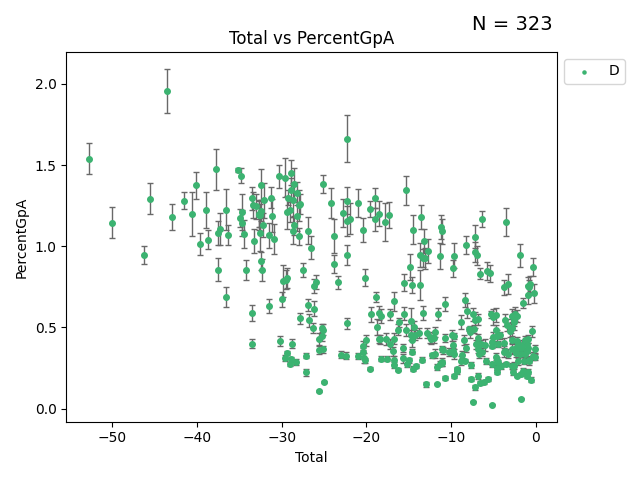 N = 323
Total vs PercentGpA
D
2.0
1.5
1.0
0.5
0.0
PercentGpA
−50 −40 −30 −20 −10 0
Total